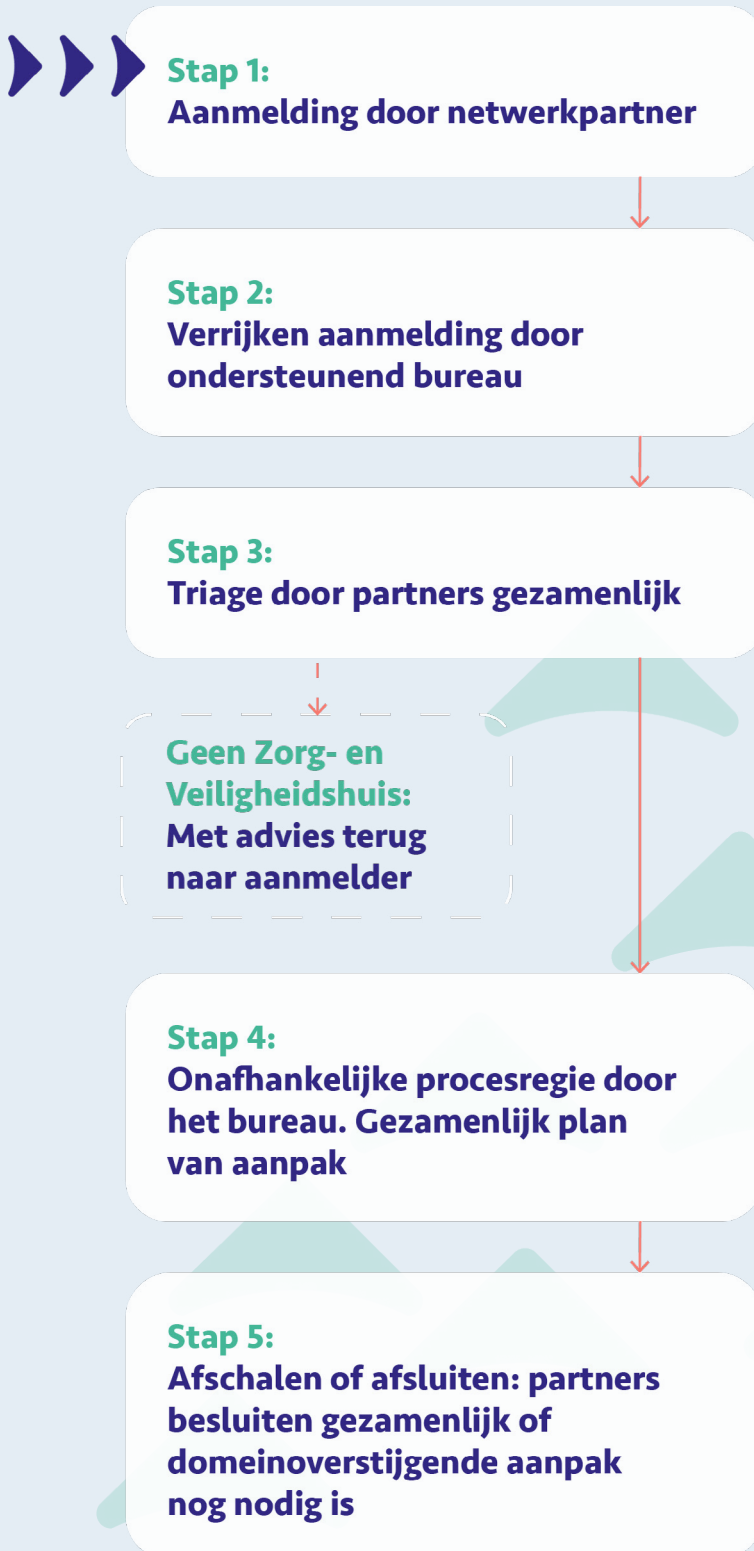 Stap 1:
Aanmelding door netwerkpartner
Stap 2:
Verrijken aanmelding door
ondersteunend bureau
Stap 3:
Triage door partners gezamenlijk
Geen Zorg- en
Veiligheidshuis:
Met advies terug
naar aanmelder
Stap 4:
Onafhankelijke procesregie door
het bureau. Gezamenlijk plan
van aanpak
Stap 5:
Afschalen of afsluiten: partners
besluiten gezamenlijk of
domeinoverstijgende aanpak
nog nodig is